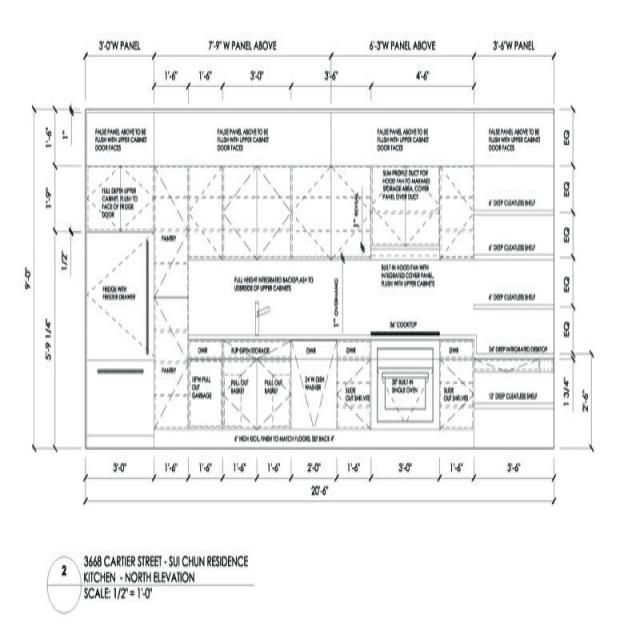 3'-0"W PANEL 7'-9" W PANEL ABOVE 6'-3"W PANEL ABOVE 3'-6"W PANEL
1'-6" 1'-6" 3'-0" 3'-6" 4'-6"
FALSE PANEL ABOVE TO BE
FLUSH WITH UPPER CABINET
DOOR FACES
FALSE PANEL ABOVE TO BE
FLUSH WITH UPPER CABINET
DOOR FACES
FALSE PANEL ABOVE TO BE
FLUSH WITH UPPER CABINET
DOOR FACES
FALSE PANEL ABOVE TO BE
FLUSH WITH UPPER CABINET
DOOR FACES
1'-6"
1"
EQ
FULL DEPTH UPPER
CABINET, FLUSH TO
FACE OF FRIDGE
DOOR
SLIM PROFILE DUCT FOR
HOOD FAN TO MAXIMIZE
STORAGE AREA, COVER
PANEL OVER DUCT
1'-9"
EQ
6" DEEP CLEATLESS SHELF
PANTRY
6" DEEP CLEATLESS SHELF
EQ
1/2"
9'-0"
FULL HEIGHT INTEGRATED BACKSPLASH TO
UDERSIDE OF UPPER CABINETS
BUILT-IN HOOD FAN WITH
INTEGRATED COVER PANEL,
FLUSH WITH UPPER CABINETS
EQ
FRIDGE WITH
FREEZER DRAWER
6" DEEP CLEATLESS SHELF
5'-9 1/4"
36" COOKTOP
EQ
DWR FLIP OPEN STORAGE DWR DWR DWR
24" DEEP INTEGRATED DESKTOP
PANTRY
18"W PULL
OUT
GARBAGE
PULL OUT
BASKET
PULL OUT
BASKET
24 W DISH
WASHER
SLIDE
OUT SHELVES
30" BUILT IN
SINGLE OVEN
SLIDE
OUT SHELVES
12" DEEP CLEATLESS SHELF
1 3/4"
2'-6"
6" HIGH KICK, FINISH TO MATCH FLOORS, SET BACK 4"
3'-0" 1'-6" 1'-6" 1'-6" 1'-6" 2'-0" 1'-6" 3'-0" 1'-6" 3'-6"
20'-6"
2
3668 CARTIER STREET - SUI CHUN RESIDENCE
KITCHEN - NORTH ELEVATION
SCALE: 1/2" = 1'-0"